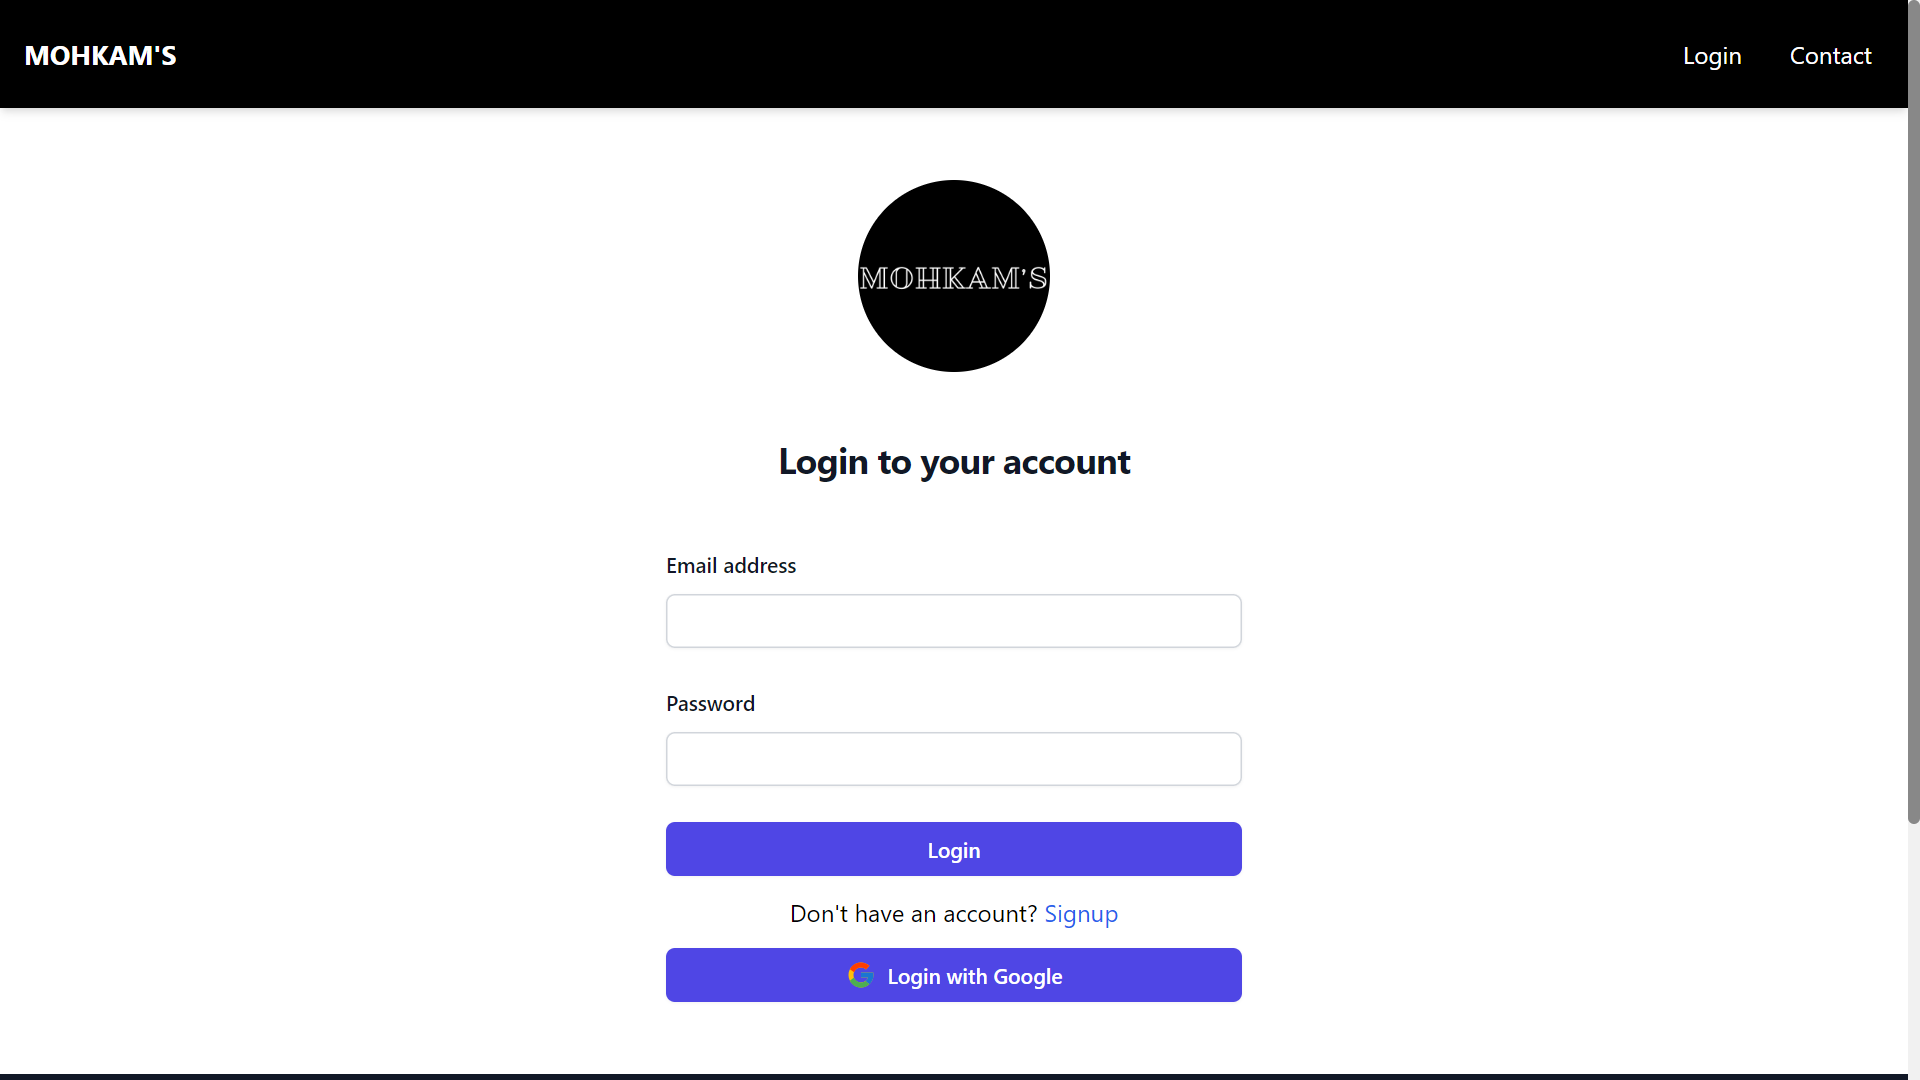 MOHKAM'S
Login
Contact
MOHKAM'S
Login to your account
Email address
Password
Login
Don't have an account? Signup
Login with Google